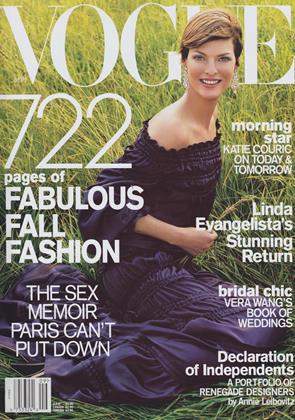 VOGUE
722
pages of
FABULOUS
FALL
FASHION
THE SEX
MEMOIR
PARIS CAN'T
PUT DOWN
morning
star
KATIE COURIC
ON TODAY &
TOMORROW
Linda
Evangelista's
Stunning
Return
bridal chic
VERA WANG'S
BOOK OF
WEDDINGS
Declaration
of Independents
A PORTFOLIO OF
RENEGADE DESIGNERS
by Annie Leibovitz
09